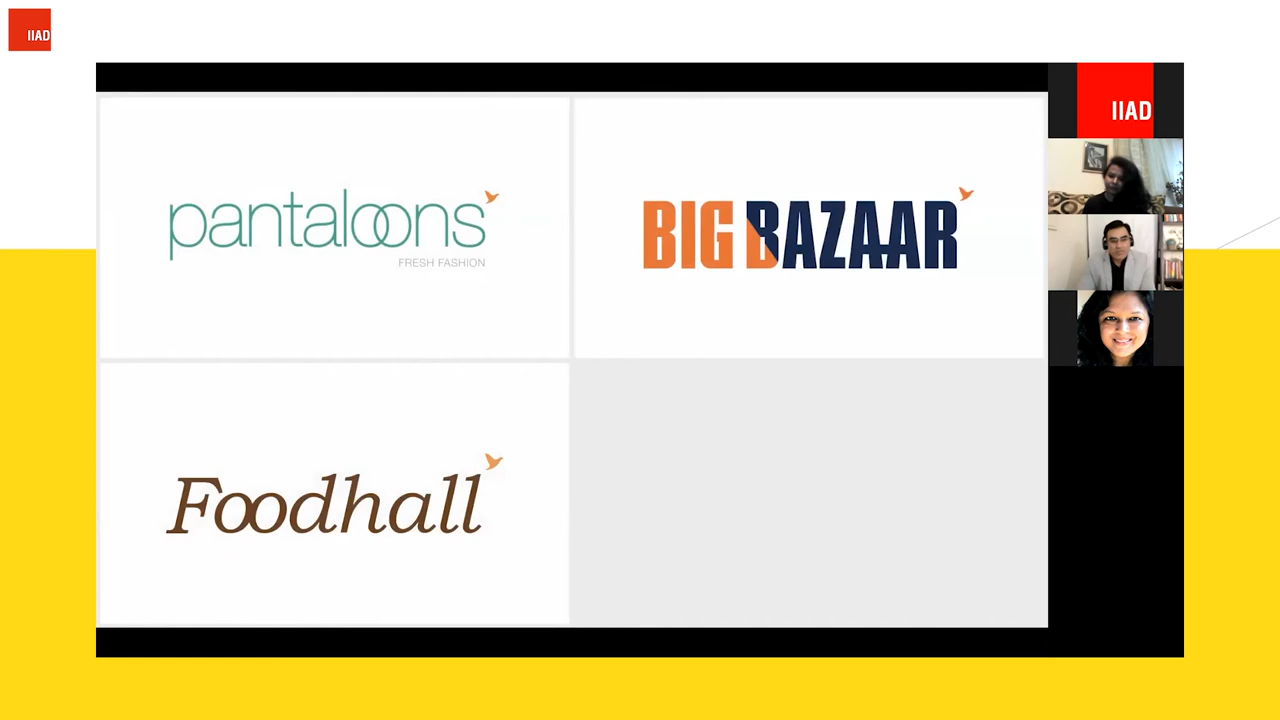 IIAD
pantaloons
FRESH FASHION
BIG BAZAAR
IIAD
Foodhall